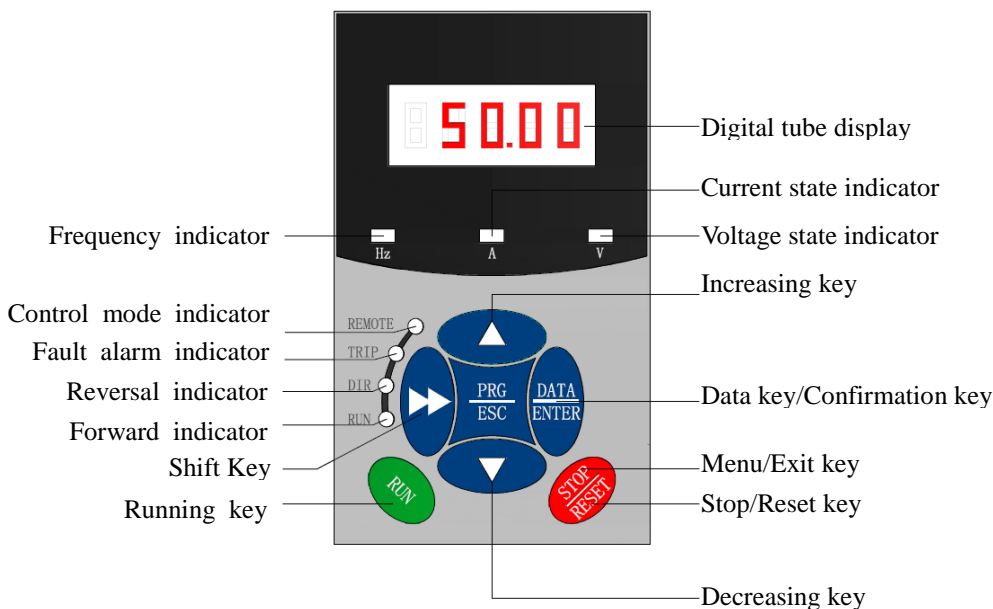 50.00
Digital tube display
Current state indicator
Frequency indicator
Voltage state indicator
Hz
A
V
Increasing key
Control mode indicator
REMOTE
Fault alarm indicator
TRIP
Reversal indicator
DIR
PRG
ESC
DATA
ENTER
Data key/Confirmation key
Forward indicator
RUN
Shift Key
Menu/Exit key
Running key
RUN
STOP
RESET
Stop/Reset key
Decreasing key